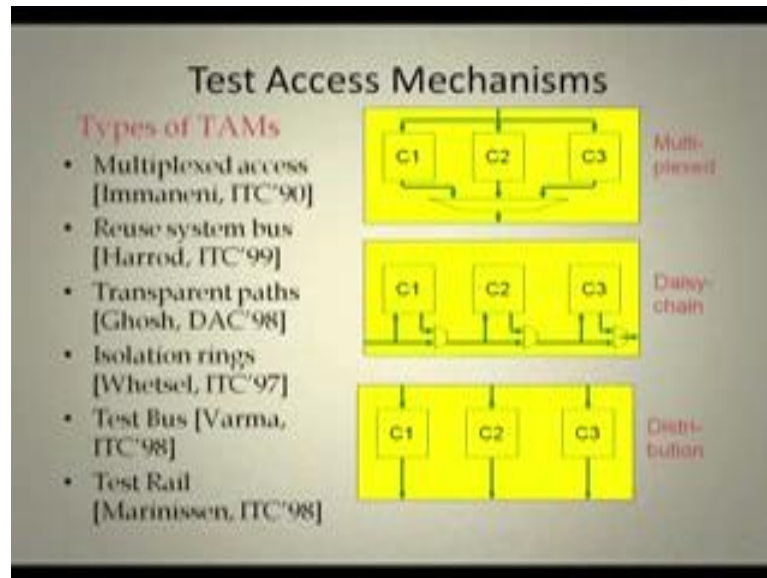 Test Access Mechanisms
Types of TAMs
• Multiplexed access
[Immaneni, ITC'90]
• Reuse system bus
[Harrod, ITC'99]
• Transparent paths
[Ghosh, DAC'98]
• Isolation rings
[Whetsel, ITC'97]
• Test Bus [Varma,
ITC'98]
• Test Rail
[Marinissen, ITC'98]
C1 C2 C3
Multi-
plexed
C1 C2 C3
Daisy-
chain
C1 C2 C3
Distri-
bution